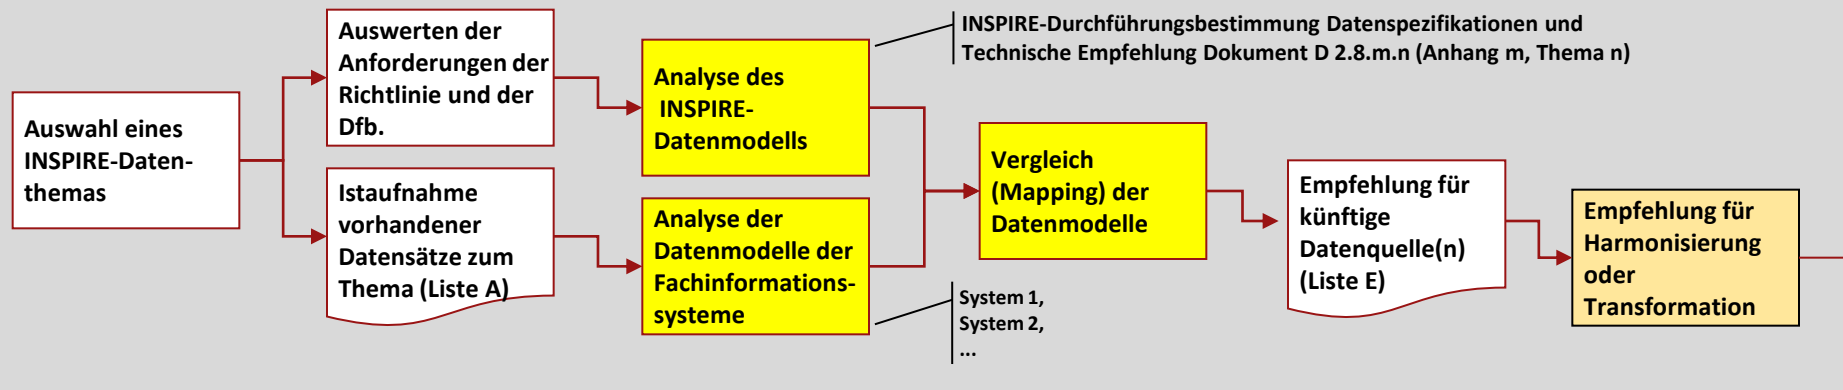 Auswahl eines
INSPIRE-Daten-
themas
Auswerten der
Anforderungen der
Richtlinie und der
Dfb.
Istaufnahme
vorhandener
Datensätze zum
Thema (Liste A)
Analyse des
INSPIRE-
Datenmodells
INSPIRE-Durchführungsbestimmung Datenspezifikationen und
Technische Empfehlung Dokument D 2.8.m.n (Anhang m, Thema n)
Analyse der
Datenmodelle der
Fachinformations-
systeme
System 1,
System 2,
...
Vergleich
(Mapping) der
Datenmodelle
Empfehlung für
künftige
Datenquelle(n)
(Liste E)
Empfehlung für
Harmonisierung
oder
Transformation